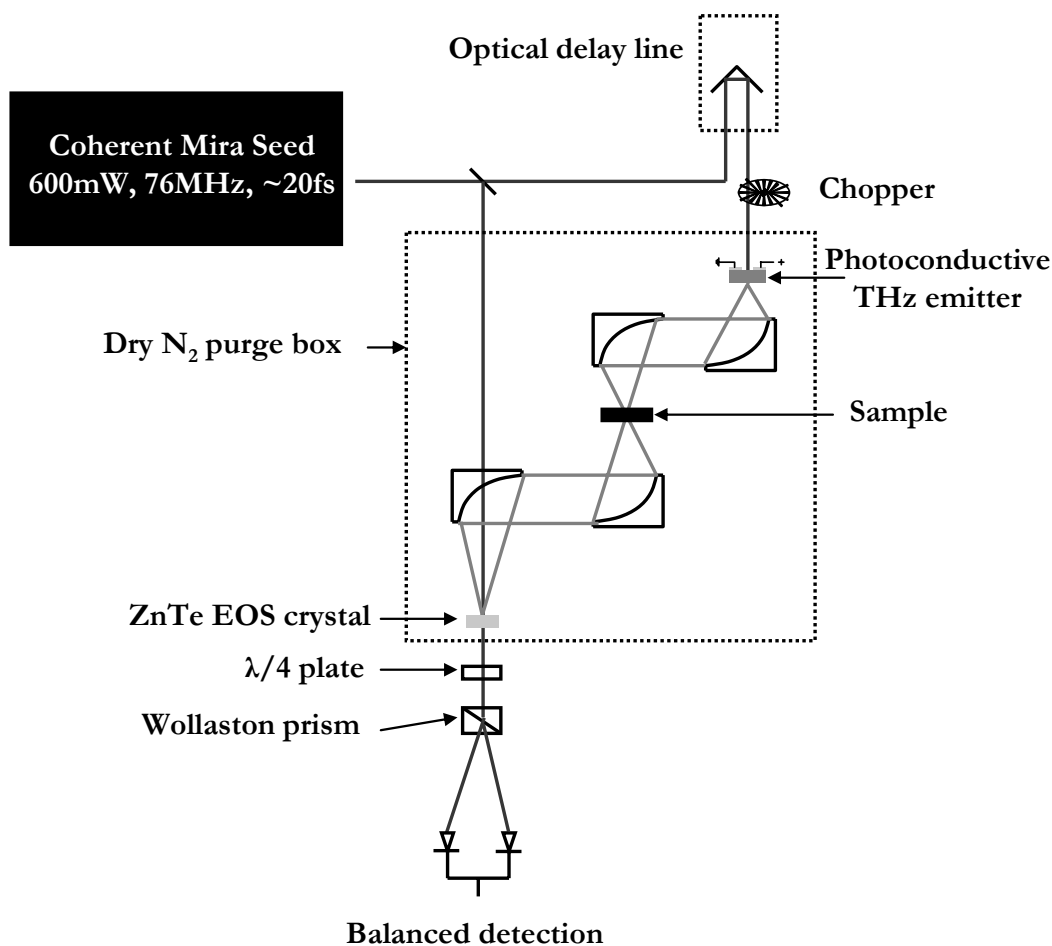 Optical delay line
Coherent Mira Seed
600mW, 76MHz, ~20fs
Chopper
+
Photoconductive
THz emitter
Dry N₂ purge box
Sample
ZnTe EOS crystal
λ/4 plate
Wollaston prism
Balanced detection